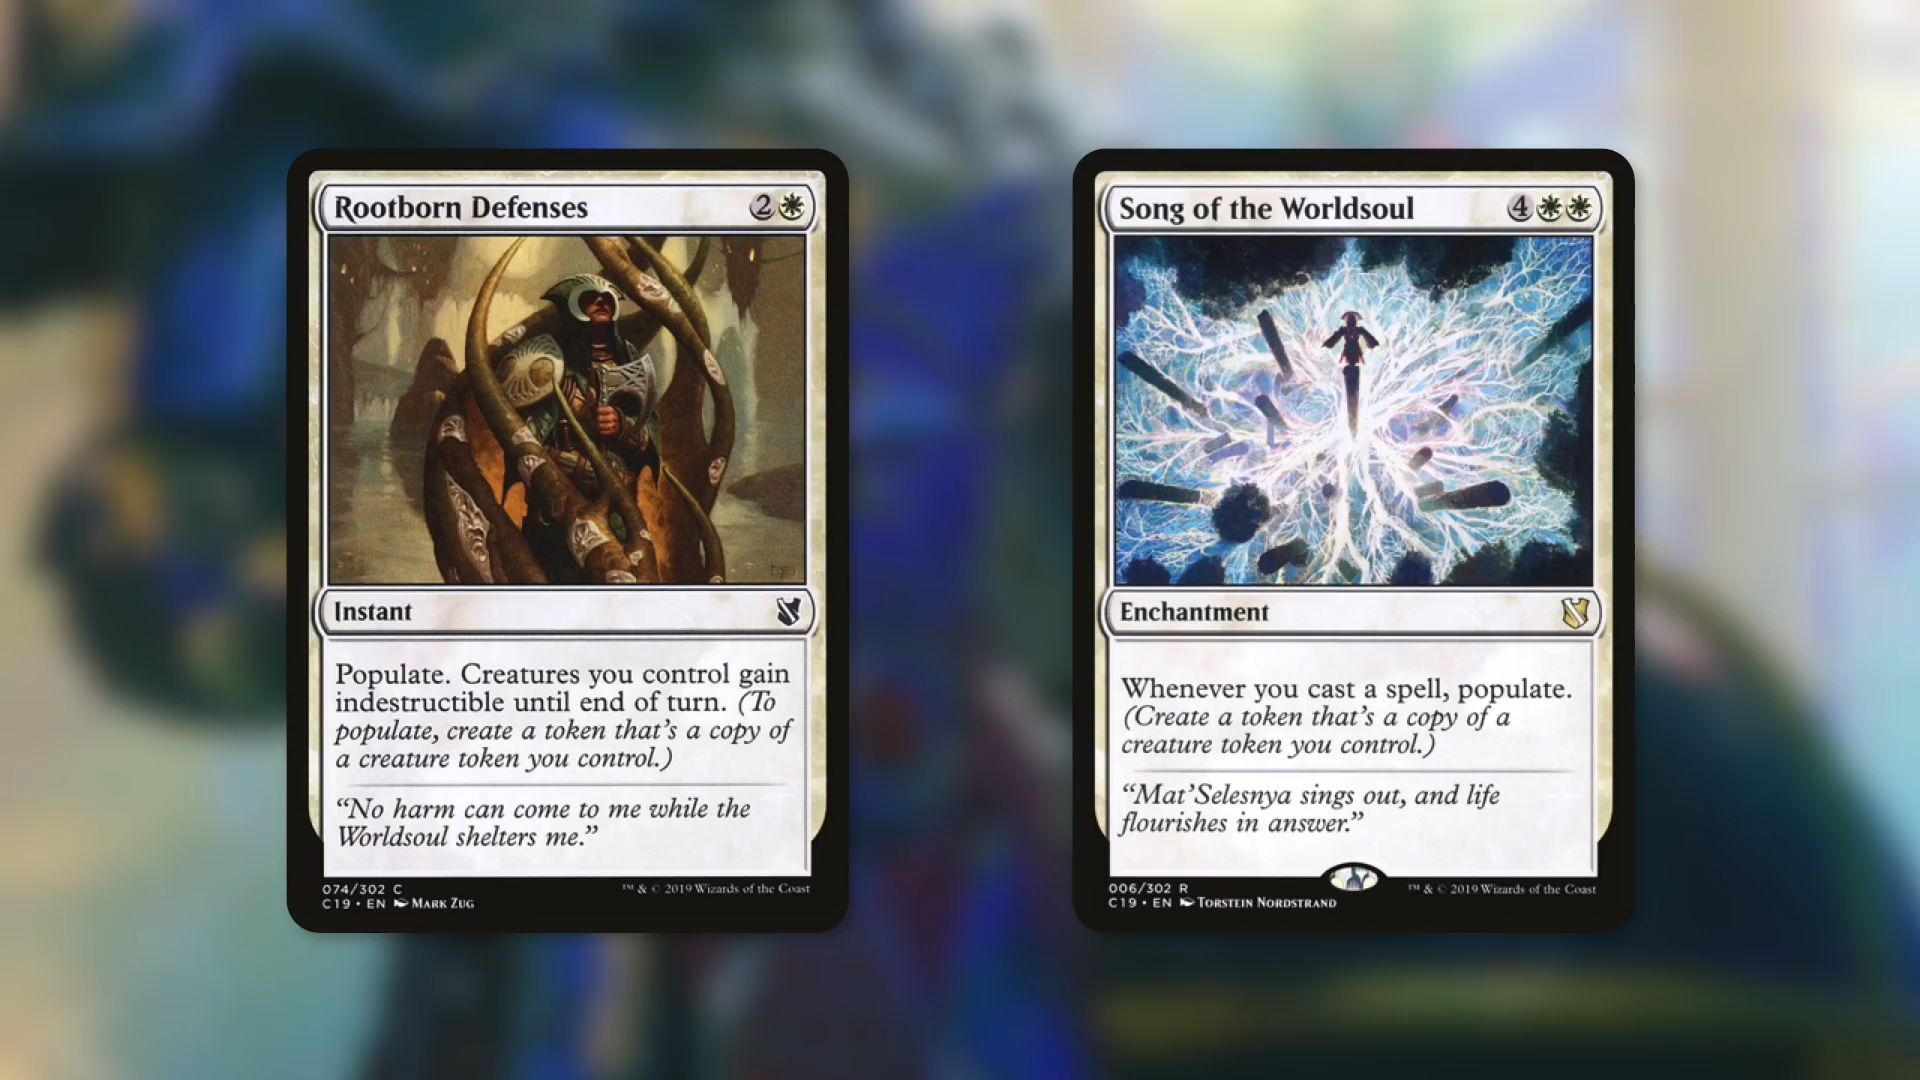 Rootborn Defenses 2
Instant
Populate. Creatures you control gain
indestructible until end of turn. (To
populate, create a token that's a copy of
a creature token you control.)
“No harm can come to me while the
Worldsoul shelters me.”
074/302 C
C19 • EN Mark Zug
™ & © 2019 Wizards of the Coast
Song of the Worldsoul 4
Enchantment
Whenever you cast a spell, populate.
(Create a token that's a copy of a
creature token you control.)
“Mat'Selesnya sings out, and life
flourishes in answer.”
006/302 R
C19 • EN Torstein Nordstrand
™ & © 2019 Wizards of the Coast